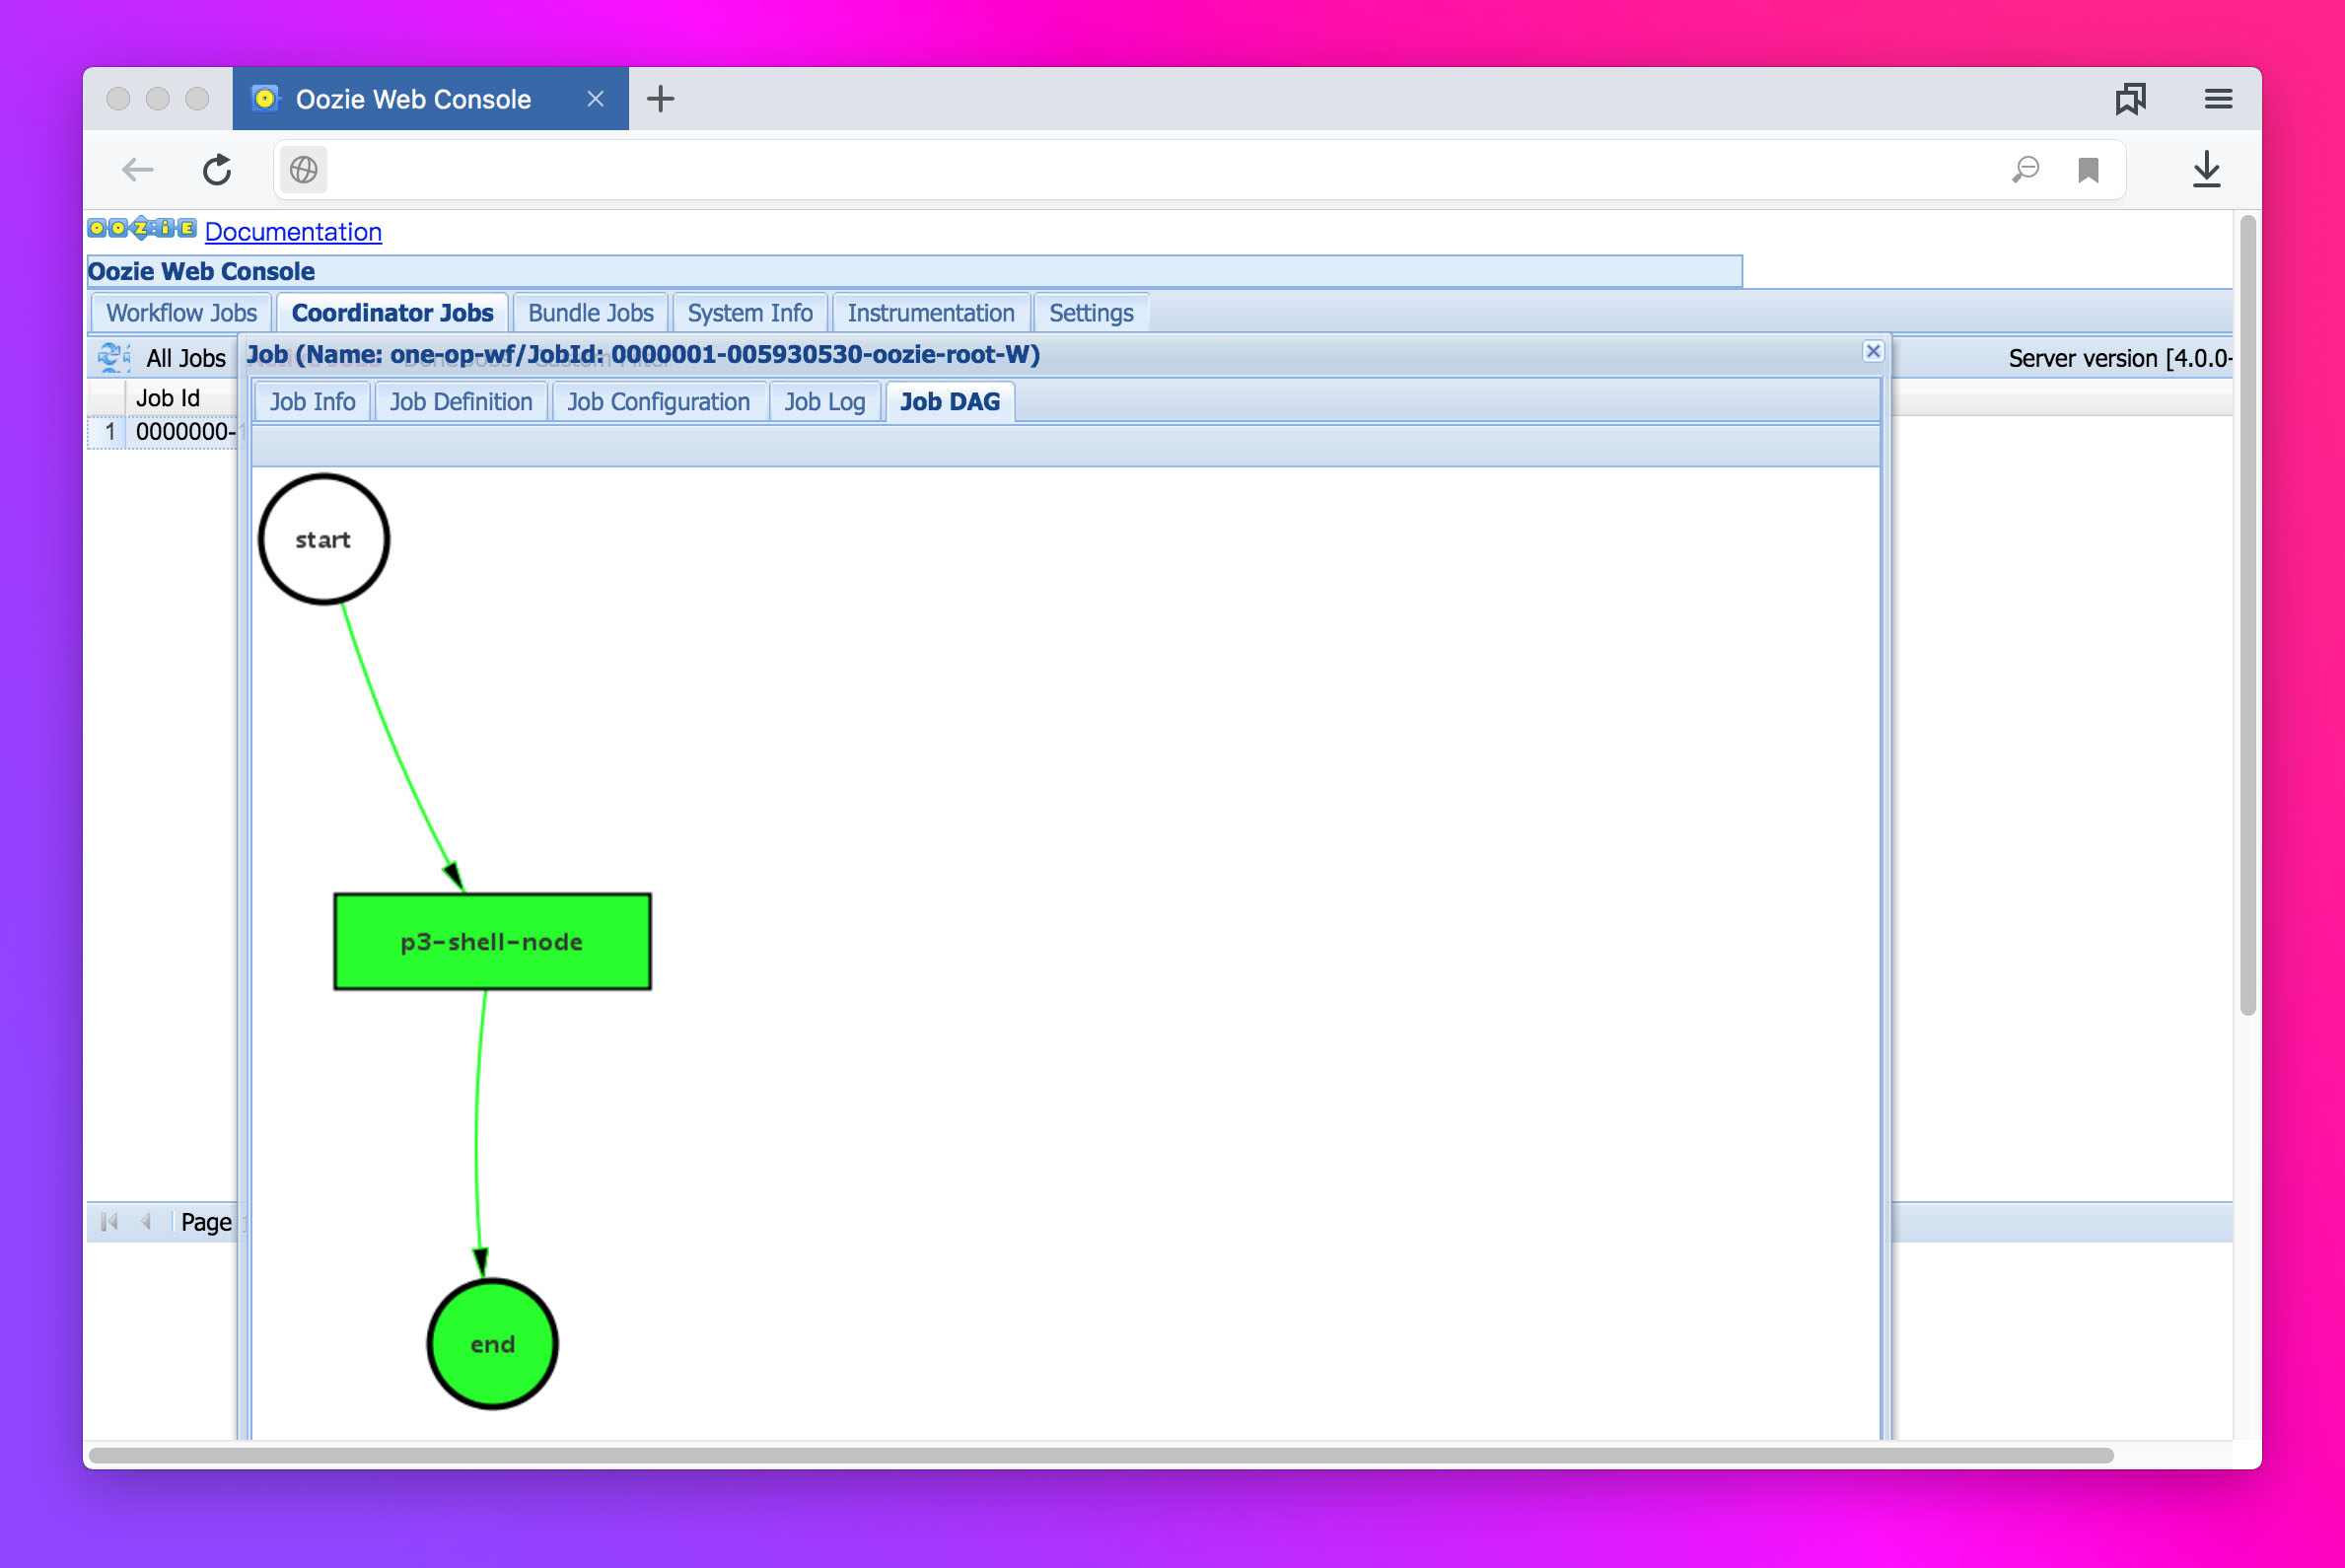 Oozie Web Console
OOZiE Documentation
Oozie Web Console
Workflow Jobs Coordinator Jobs Bundle Jobs System Info Instrumentation Settings
All Jobs
Server version [4.0.0-
Job (Name: one-op-wf/JobId: 0000001-005930530-oozie-root-W)
Job Id
Job Info Job Definition Job Configuration Job Log Job DAG
1 0000000-
start
p3-shell-node
Page
end